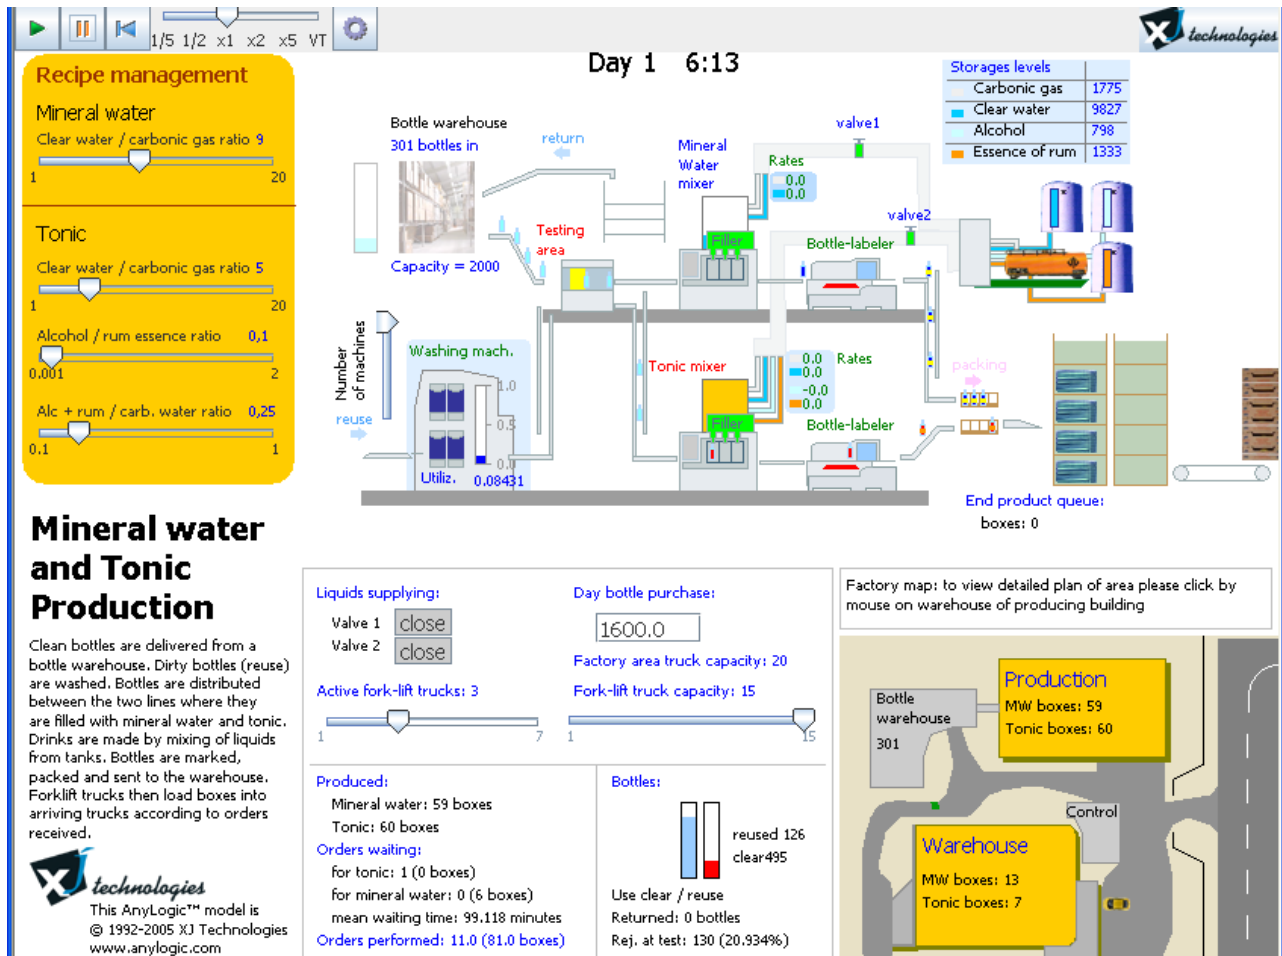 1/5 1/2 x1 x2 x5 VT
XJ technologies
Day 1 6:13
Recipe management
Mineral water
Clear water / carbonic gas ratio 9
1 20
Tonic
Clear water / carbonic gas ratio 5
1 20
Alcohol / rum essence ratio 0,1
0.001 2
Alc + rum / carb. water ratio 0,25
0.1 1
Storages levels
Carbonic gas 1775
Clear water 9827
Alcohol 798
Essence of rum 1333
Bottle warehouse
301 bottles in
Capacity = 2000
return
Testing
area
Mineral
Water
mixer
Rates
0.0
0.0
valve1
valve2
Filler
Bottle-labeler
Number
of machines
reuse
Washing mach.
1.0
0.5
0.0
Utiliz. 0.08431
Tonic mixer
0.0 Rates
0.0
-0.0
0.0
Filler
Bottle-labeler
packing
End product queue:
boxes: 0
Mineral water
and Tonic
Production
Clean bottles are delivered from a
bottle warehouse. Dirty bottles (reuse)
are washed. Bottles are distributed
between the two lines where they
are filled with mineral water and tonic.
Drinks are made by mixing of liquids
from tanks. Bottles are marked,
packed and sent to the warehouse.
Forklift trucks then load boxes into
arriving trucks according to orders
received.
XJ technologies
This AnyLogic™ model is
© 1992-2005 XJ Technologies
www.anylogic.com
Liquids supplying:
Valve 1 close
Valve 2 close
Day bottle purchase:
1600.0
Factory area truck capacity: 20
Active fork-lift trucks: 3
1 7
Fork-lift truck capacity: 15
1 15
Produced:
Mineral water: 59 boxes
Tonic: 60 boxes
Orders waiting:
for tonic: 1 (0 boxes)
for mineral water: 0 (6 boxes)
mean waiting time: 99.118 minutes
Orders performed: 11.0 (81.0 boxes)
Bottles:
reused 126
clear495
Use clear / reuse
Returned: 0 bottles
Rej. at test: 130 (20.934%)
Factory map: to view detailed plan of area please click by
mouse on warehouse of producing building
Bottle
warehouse
301
Production
MW boxes: 59
Tonic boxes: 60
Control
Warehouse
MW boxes: 13
Tonic boxes: 7